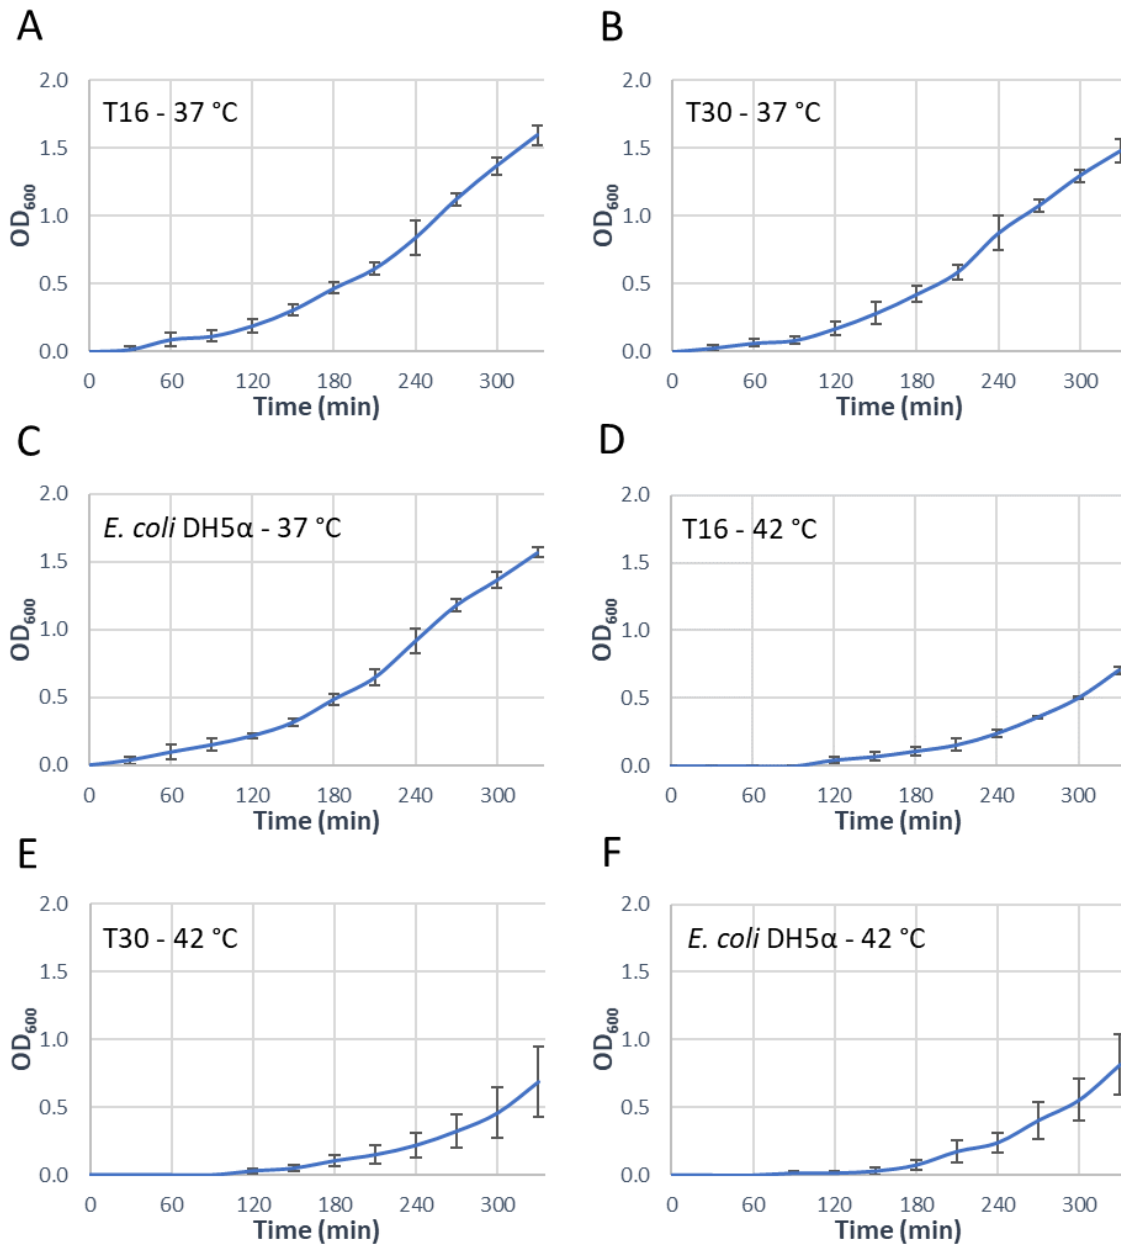 A
B
2.0
1.5
1.0
0.5
0.0
OD600
T16 - 37 °C
0 60 120 180 240 300
Time (min)
2.0
1.5
1.0
0.5
0.0
OD600
T30 - 37 °C
0 60 120 180 240 300
Time (min)
C
D
2.0
1.5
1.0
0.5
0.0
OD600
E. coli DH5α - 37 °C
0 60 120 180 240 300
Time (min)
2.0
1.5
1.0
0.5
0.0
OD600
T16 - 42 °C
0 60 120 180 240 300
Time (min)
E
F
2.0
1.5
1.0
0.5
0.0
OD600
T30 - 42 °C
0 60 120 180 240 300
Time (min)
2.0
1.5
1.0
0.5
0.0
OD600
E. coli DH5α - 42 °C
0 60 120 180 240 300
Time (min)